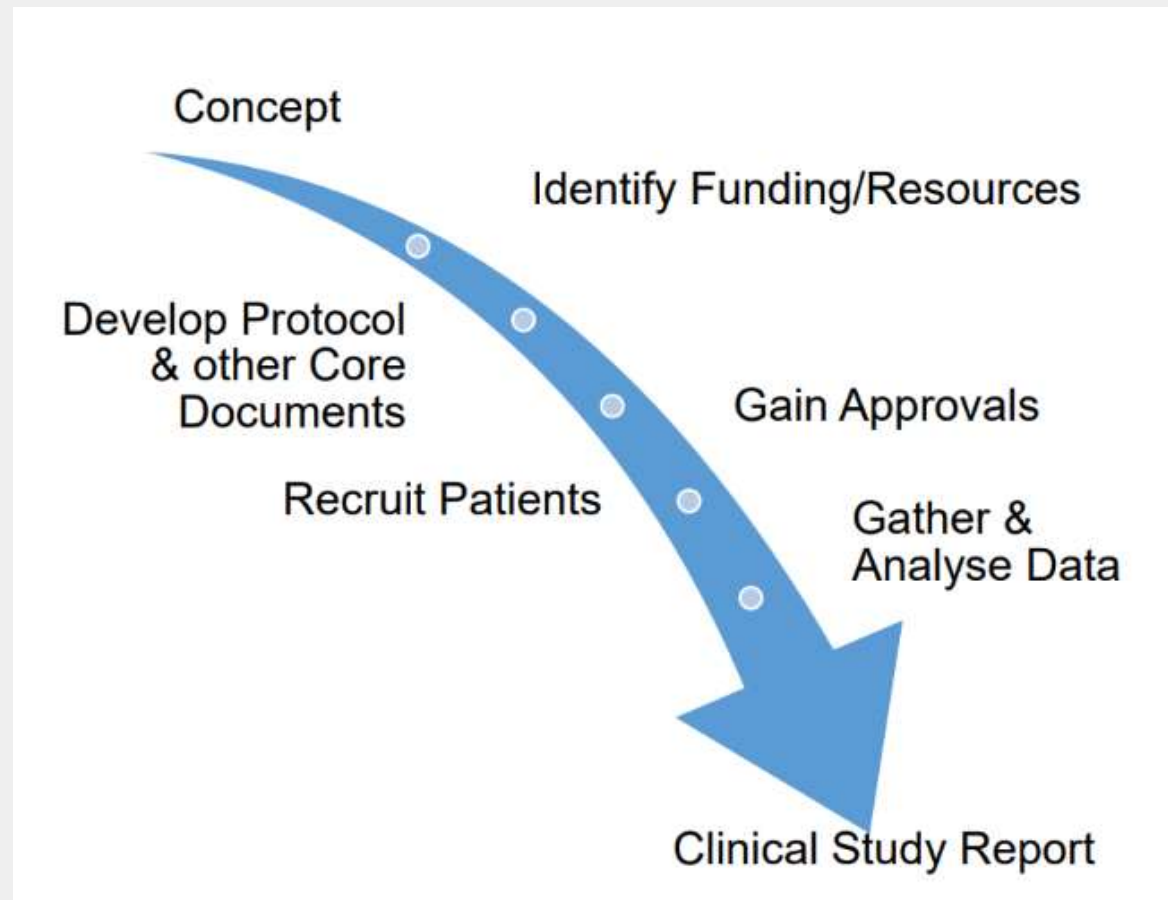 Concept
Identify Funding/Resources
Develop Protocol
& other Core
Documents
Gain Approvals
Recruit Patients
Gather &
Analyse Data
Clinical Study Report